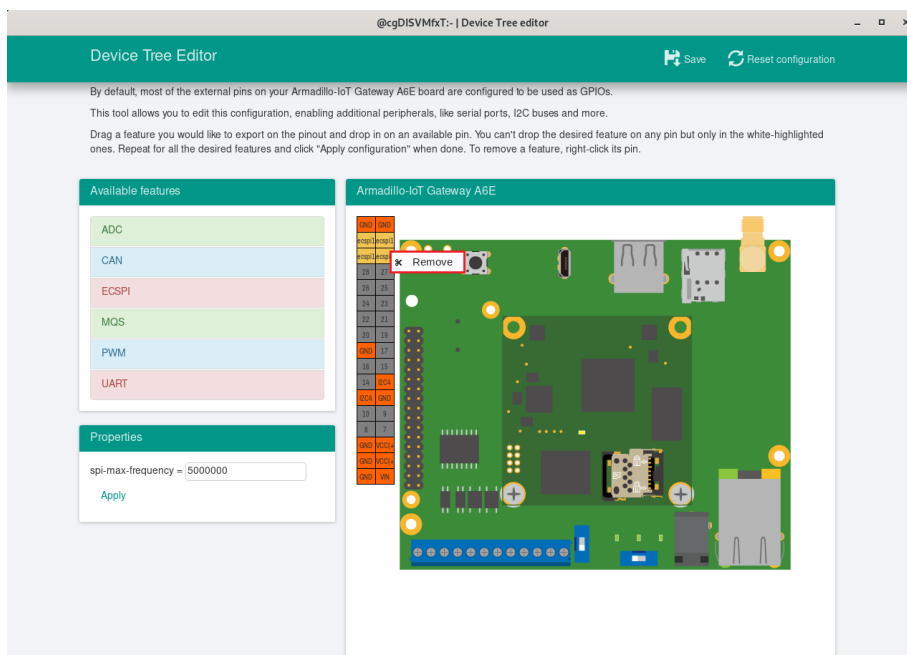 @cgDISVMfxT:~ | Device Tree editor
Device Tree Editor
Save
Reset configuration
By default, most of the external pins on your Armadillo-IoT Gateway A6E board are configured to be used as GPIOs.
This tool allows you to edit this configuration, enabling additional peripherals, like serial ports, I2C buses and more.
Drag a feature you would like to export on the pinout and drop in on an available pin. You can't drop the desired feature on any pin but only in the white-highlighted
ones. Repeat for all the desired features and click "Apply configuration" when done. To remove a feature, right-click its pin.
Available features
ADC
CAN
ECSPI
MQS
PWM
UART
Properties
spi-max-frequency = 5000000
Apply
Armadillo-IoT Gateway A6E
GND GND
ecspi1 ecspi1
ecspi1 ecspi
Remove
28 27
26 25
24 23
22 21
20 19
GND 17
16 15
14 I2C4
I2C4 GND
10 9
8 7
GND VCC(+
GND VCC(+
GND VIN